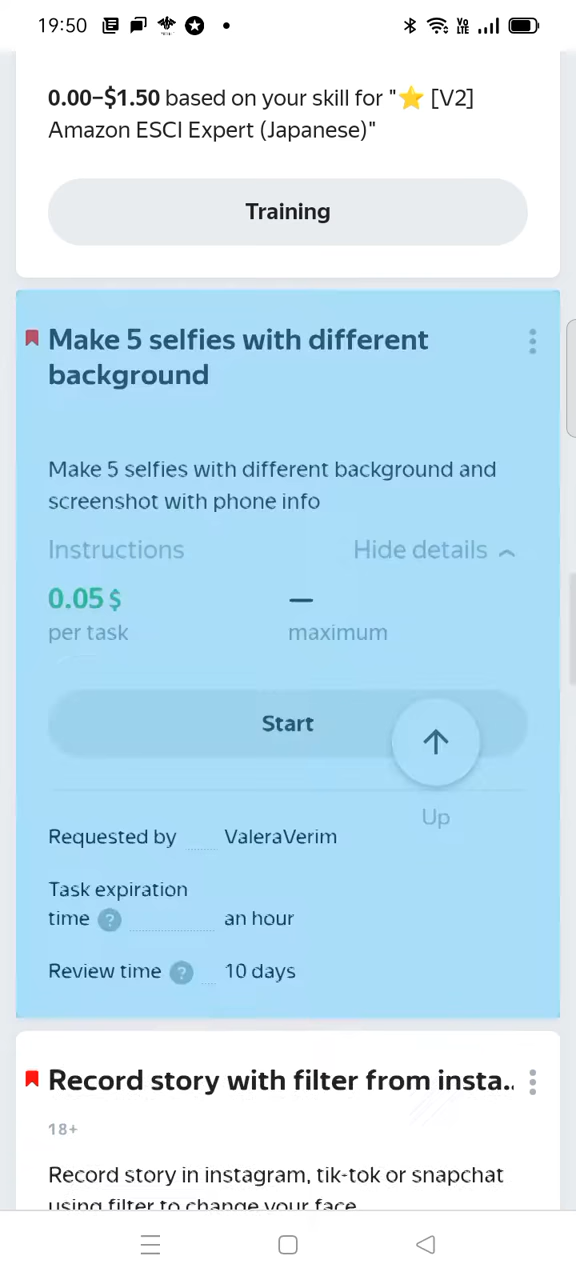 19:50
0.00–$1.50 based on your skill for "⭐ [V2]
Amazon ESCI Expert (Japanese)"
Training
Make 5 selfies with different
background
Make 5 selfies with different background and
screenshot with phone info
Instructions Hide details
0.05 $ —
per task maximum
Start
Up
Requested by ValeraVerim
Task expiration
time ? an hour
Review time ? 10 days
Record story with filter from insta..
18+
Record story in instagram, tik-tok or snapchat
using filter to change your face